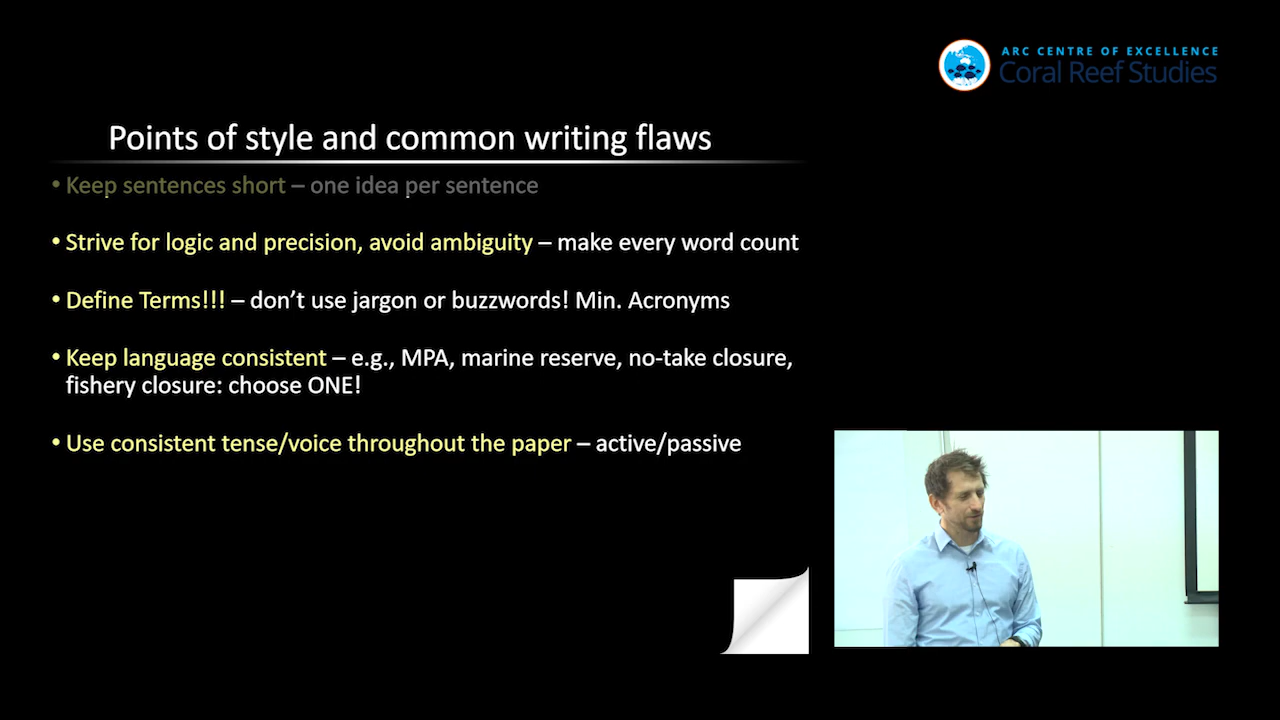 ARC CENTRE OF EXCELLENCE
Coral Reef Studies
Points of style and common writing flaws
• Keep sentences short – one idea per sentence
• Strive for logic and precision, avoid ambiguity – make every word count
• Define Terms!!! – don’t use jargon or buzzwords! Min. Acronyms
• Keep language consistent – e.g., MPA, marine reserve, no-take closure,
fishery closure: choose ONE!
• Use consistent tense/voice throughout the paper – active/passive